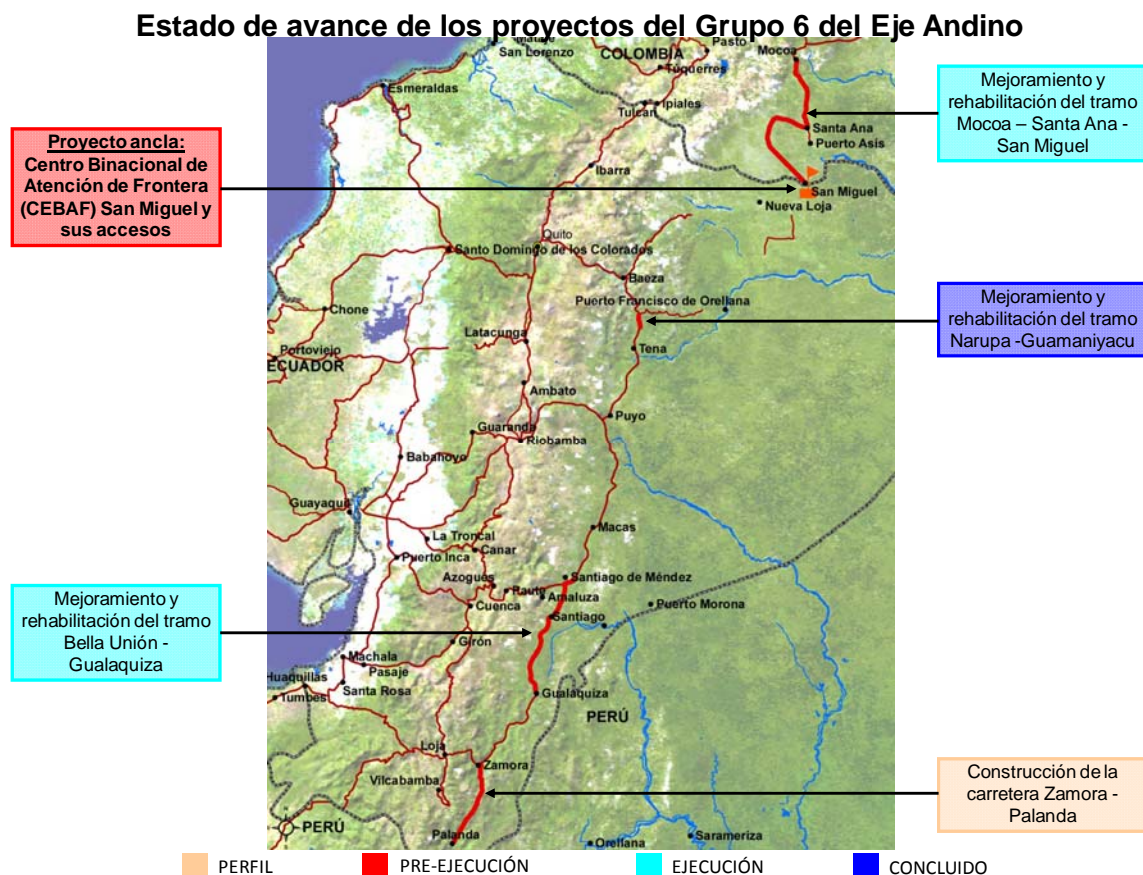 Estado de avance de los proyectos del Grupo 6 del Eje Andino
Mejoramiento y
rehabilitación del tramo
Mocoa – Santa Ana -
San Miguel
Proyecto ancla:
Centro Binacional de
Atención de Frontera
(CEBAF) San Miguel y
sus accesos
Mejoramiento y
rehabilitación del tramo
Narupa -Guamaniyacu
Mejoramiento y
rehabilitación del tramo
Bella Unión -
Gualaquiza
Construcción de la
carretera Zamora -
Palanda
San Lorenzo
COLOMBIA
Pasto
Mocoa
Túquerres
Esmeraldas
Tulcán
Ipiales
Santa Ana
Puerto Asis
Ibarra
San Miguel
Nueva Loja
Quito
Santo Domingo de los Colorados
Baeza
Puerto Francisco de Orellana
Chone
Latacunga
Tena
Portoviejo
ECUADOR
Ambato
Puyo
Guaranda
Riobamba
Babahoyo
Guayaquil
Macas
La Troncal
Canar
Puerto Inca
Azogues
Santiago de Méndez
Paute
Amaluza
Cuenca
Santiago
Puerto Morona
Girón
Machala
Pasaje
Huaquillas
Santa Rosa
Tumbes
Gualaquiza
PERÚ
Loja
Zamora
Vilcabamba
PERÚ
Palanda
Orellana
Sarameriza
PERFIL
PRE-EJECUCIÓN
EJECUCIÓN
CONCLUIDO